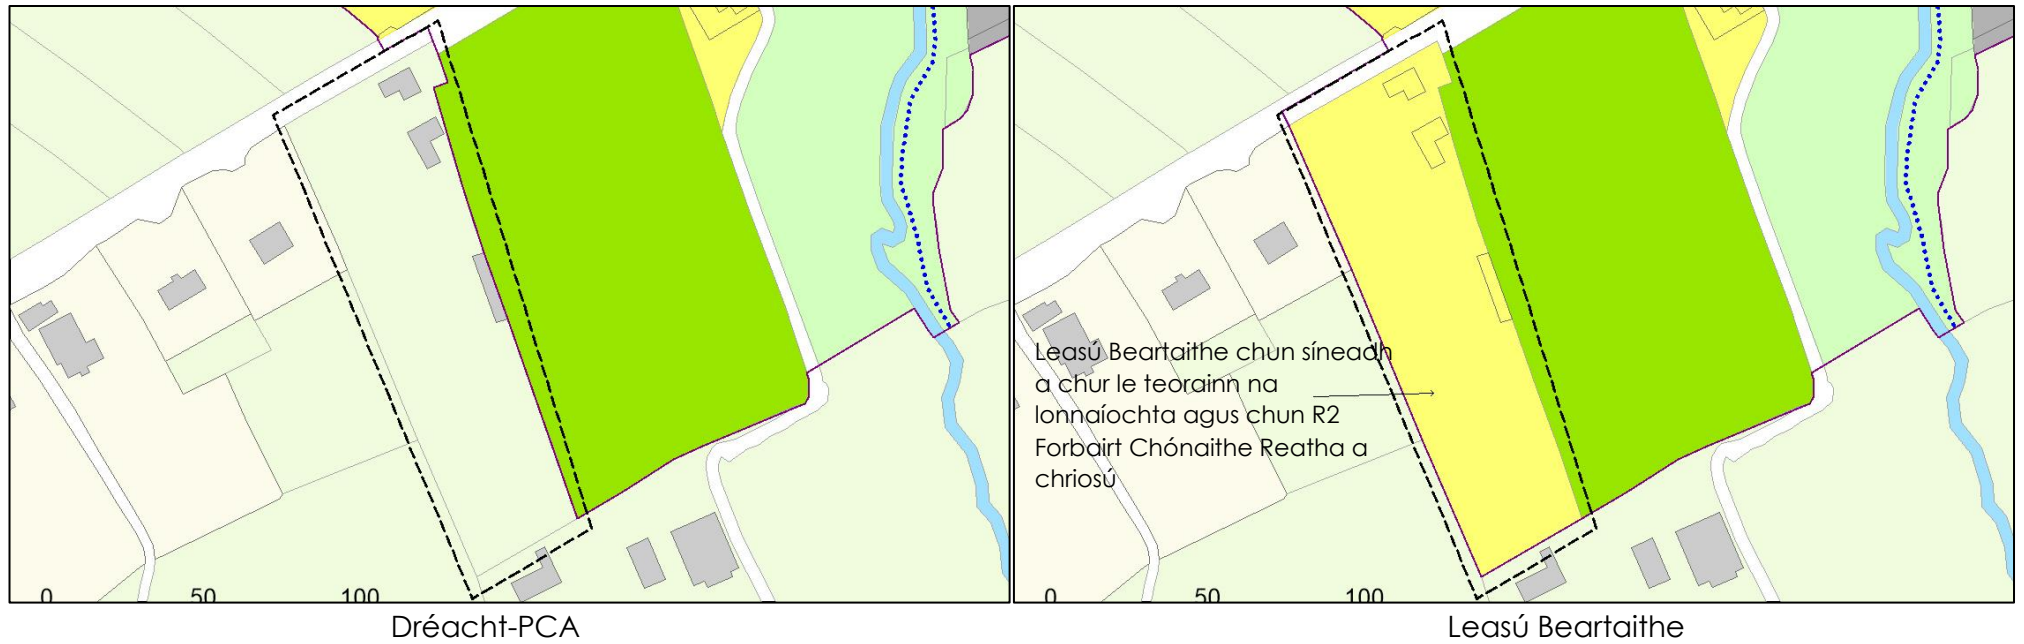 0 50 100
Dréacht-PCA
Leasú Beartaithe chun síneadh
a chur le teorainn na
lonnaíochta agus chun R2
Forbairt Chónaithe Reatha a
chriosú
0 50 100
Leasú Beartaithe